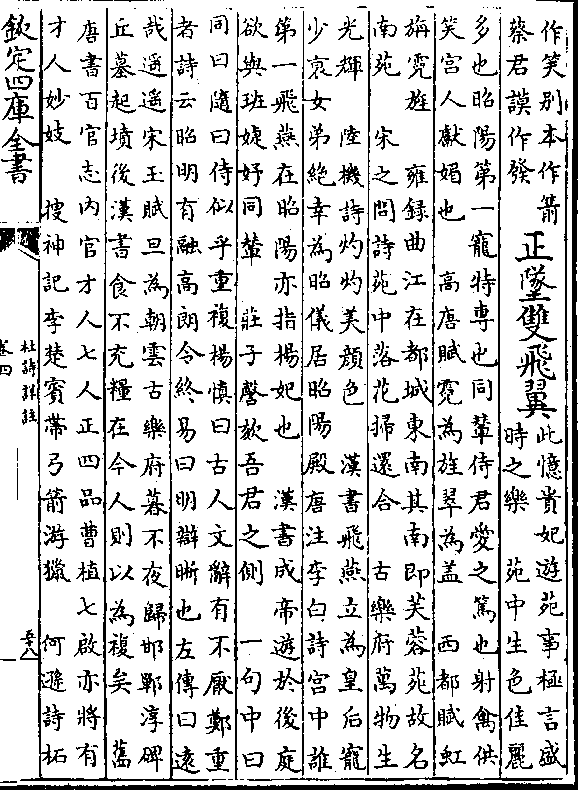 作笑别本作箭
蔡君謨作發
正墜雙飛翼
此憶貴妃遊苑事極言盛
時之樂　苑中生色佳麗
多也昭陽第一寵特專也同輦侍君愛之篤也射禽供
笑宮人獻媚也　高唐賦霓為旌翠為蓋　西都賦虹
旃霓旌　雍録曲江在都城東南其南即芙蓉苑故名
南苑　宋之問詩苑中落花掃還合　古樂府萬物生
光輝　陸機詩灼灼美顔色　漢書飛燕立為皇后寵
少衰女弟絶幸為昭儀居昭陽殿唐注李白詩宮中誰
第一飛燕在昭陽亦指楊妃也　漢書成帝遊於後庭
欲與班婕妤同輦　莊子謦欬吾君之側　一句中曰
同曰隨曰侍似乎重複楊慎曰古人文辭有不厭鄭重
者詩云昭明有融高朗令終易曰明辯晰也左傳曰遠
哉遥遥宋玉賦旦為朝雲古樂府暮不夜歸邯鄲淳碑
丘墓起墳後漢書食不充糧在今人則以為複矣　舊
唐書百官志内官才人七人正四品曹植七啟亦將有
才人妙妓　搜神記李楚賓帶弓箭游獵　何遜詩柘
欽定四庫全書
杜詩詳註
卷四